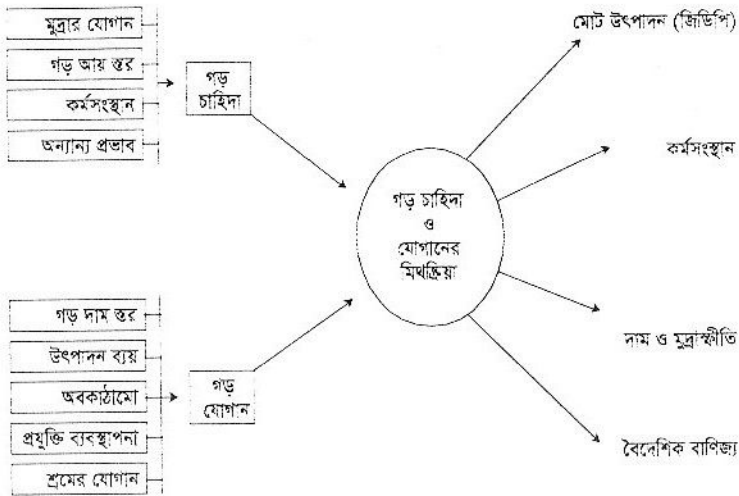 মুদ্রার যোগান
গড় আয় স্তর
কর্মসংস্থান
অন্যান্য প্রভাব
গড়
চাহিদা
গড় দাম স্তর
উৎপাদন ব্যয়
অবকাঠামো
প্রযুক্তি ব্যবস্থাপনা
শ্রমের যোগান
গড়
যোগান
গড় চাহিদা
ও
যোগানের
মিথষ্ক্রিয়া
মোট উৎপাদন (জিডিপি)
কর্মসংস্থান
দাম ও মুদ্রাস্ফীতি
বৈদেশিক বাণিজ্য